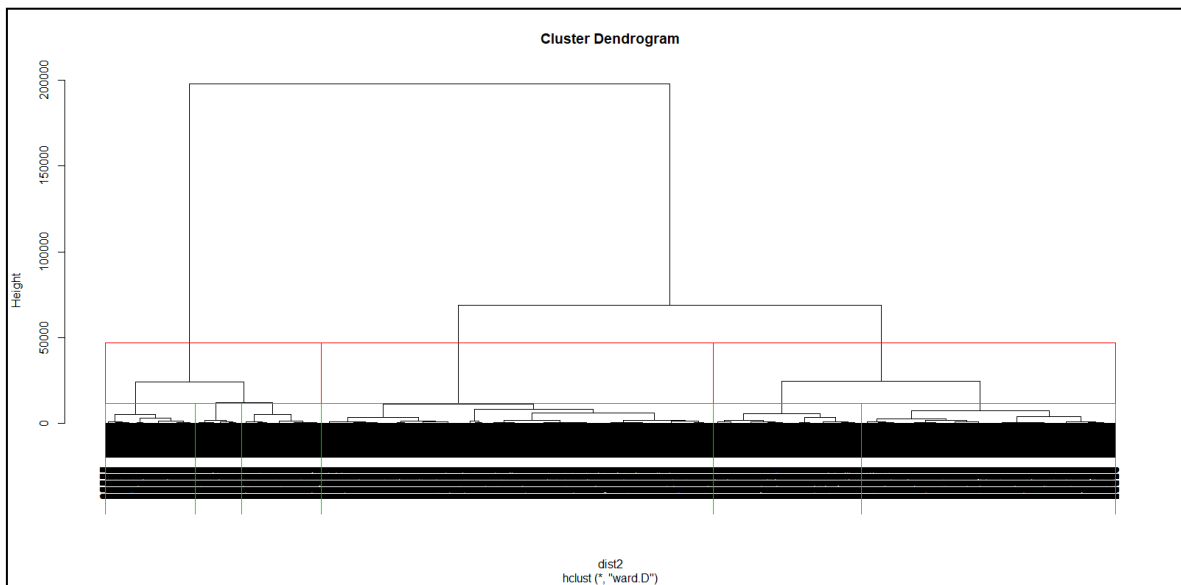 Cluster Dendrogram
Height
200000
150000
100000
50000
0
dist2
hclust (*, "ward.D")